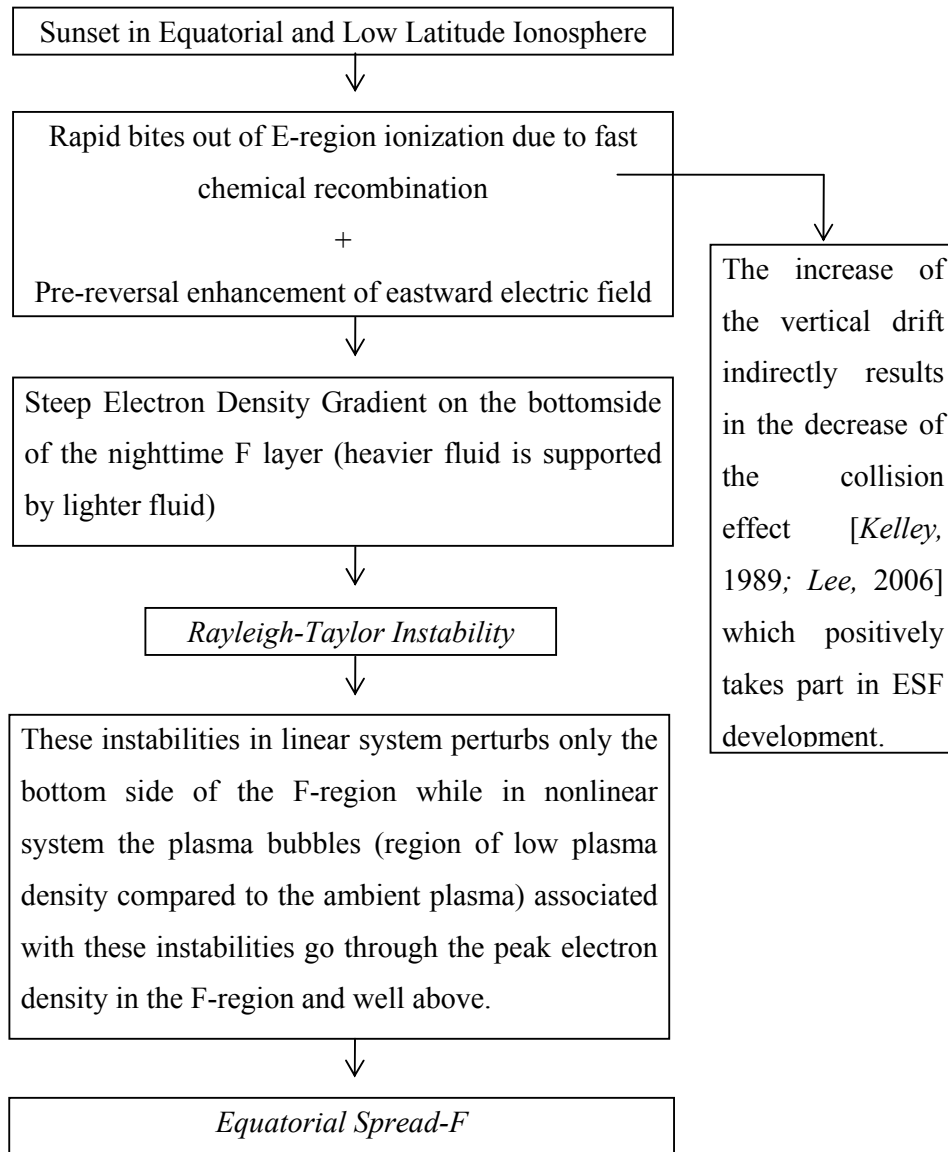 Sunset in Equatorial and Low Latitude Ionosphere
Rapid bites out of E-region ionization due to fast
chemical recombination
+
Pre-reversal enhancement of eastward electric field
The increase of
the vertical drift
indirectly results
in the decrease of
the collision
effect [Kelley,
1989; Lee, 2006]
which positively
takes part in ESF
development.
Steep Electron Density Gradient on the bottomside
of the nighttime F layer (heavier fluid is supported
by lighter fluid)
Rayleigh-Taylor Instability
These instabilities in linear system perturbs only the
bottom side of the F-region while in nonlinear
system the plasma bubbles (region of low plasma
density compared to the ambient plasma) associated
with these instabilities go through the peak electron
density in the F-region and well above.
Equatorial Spread-F